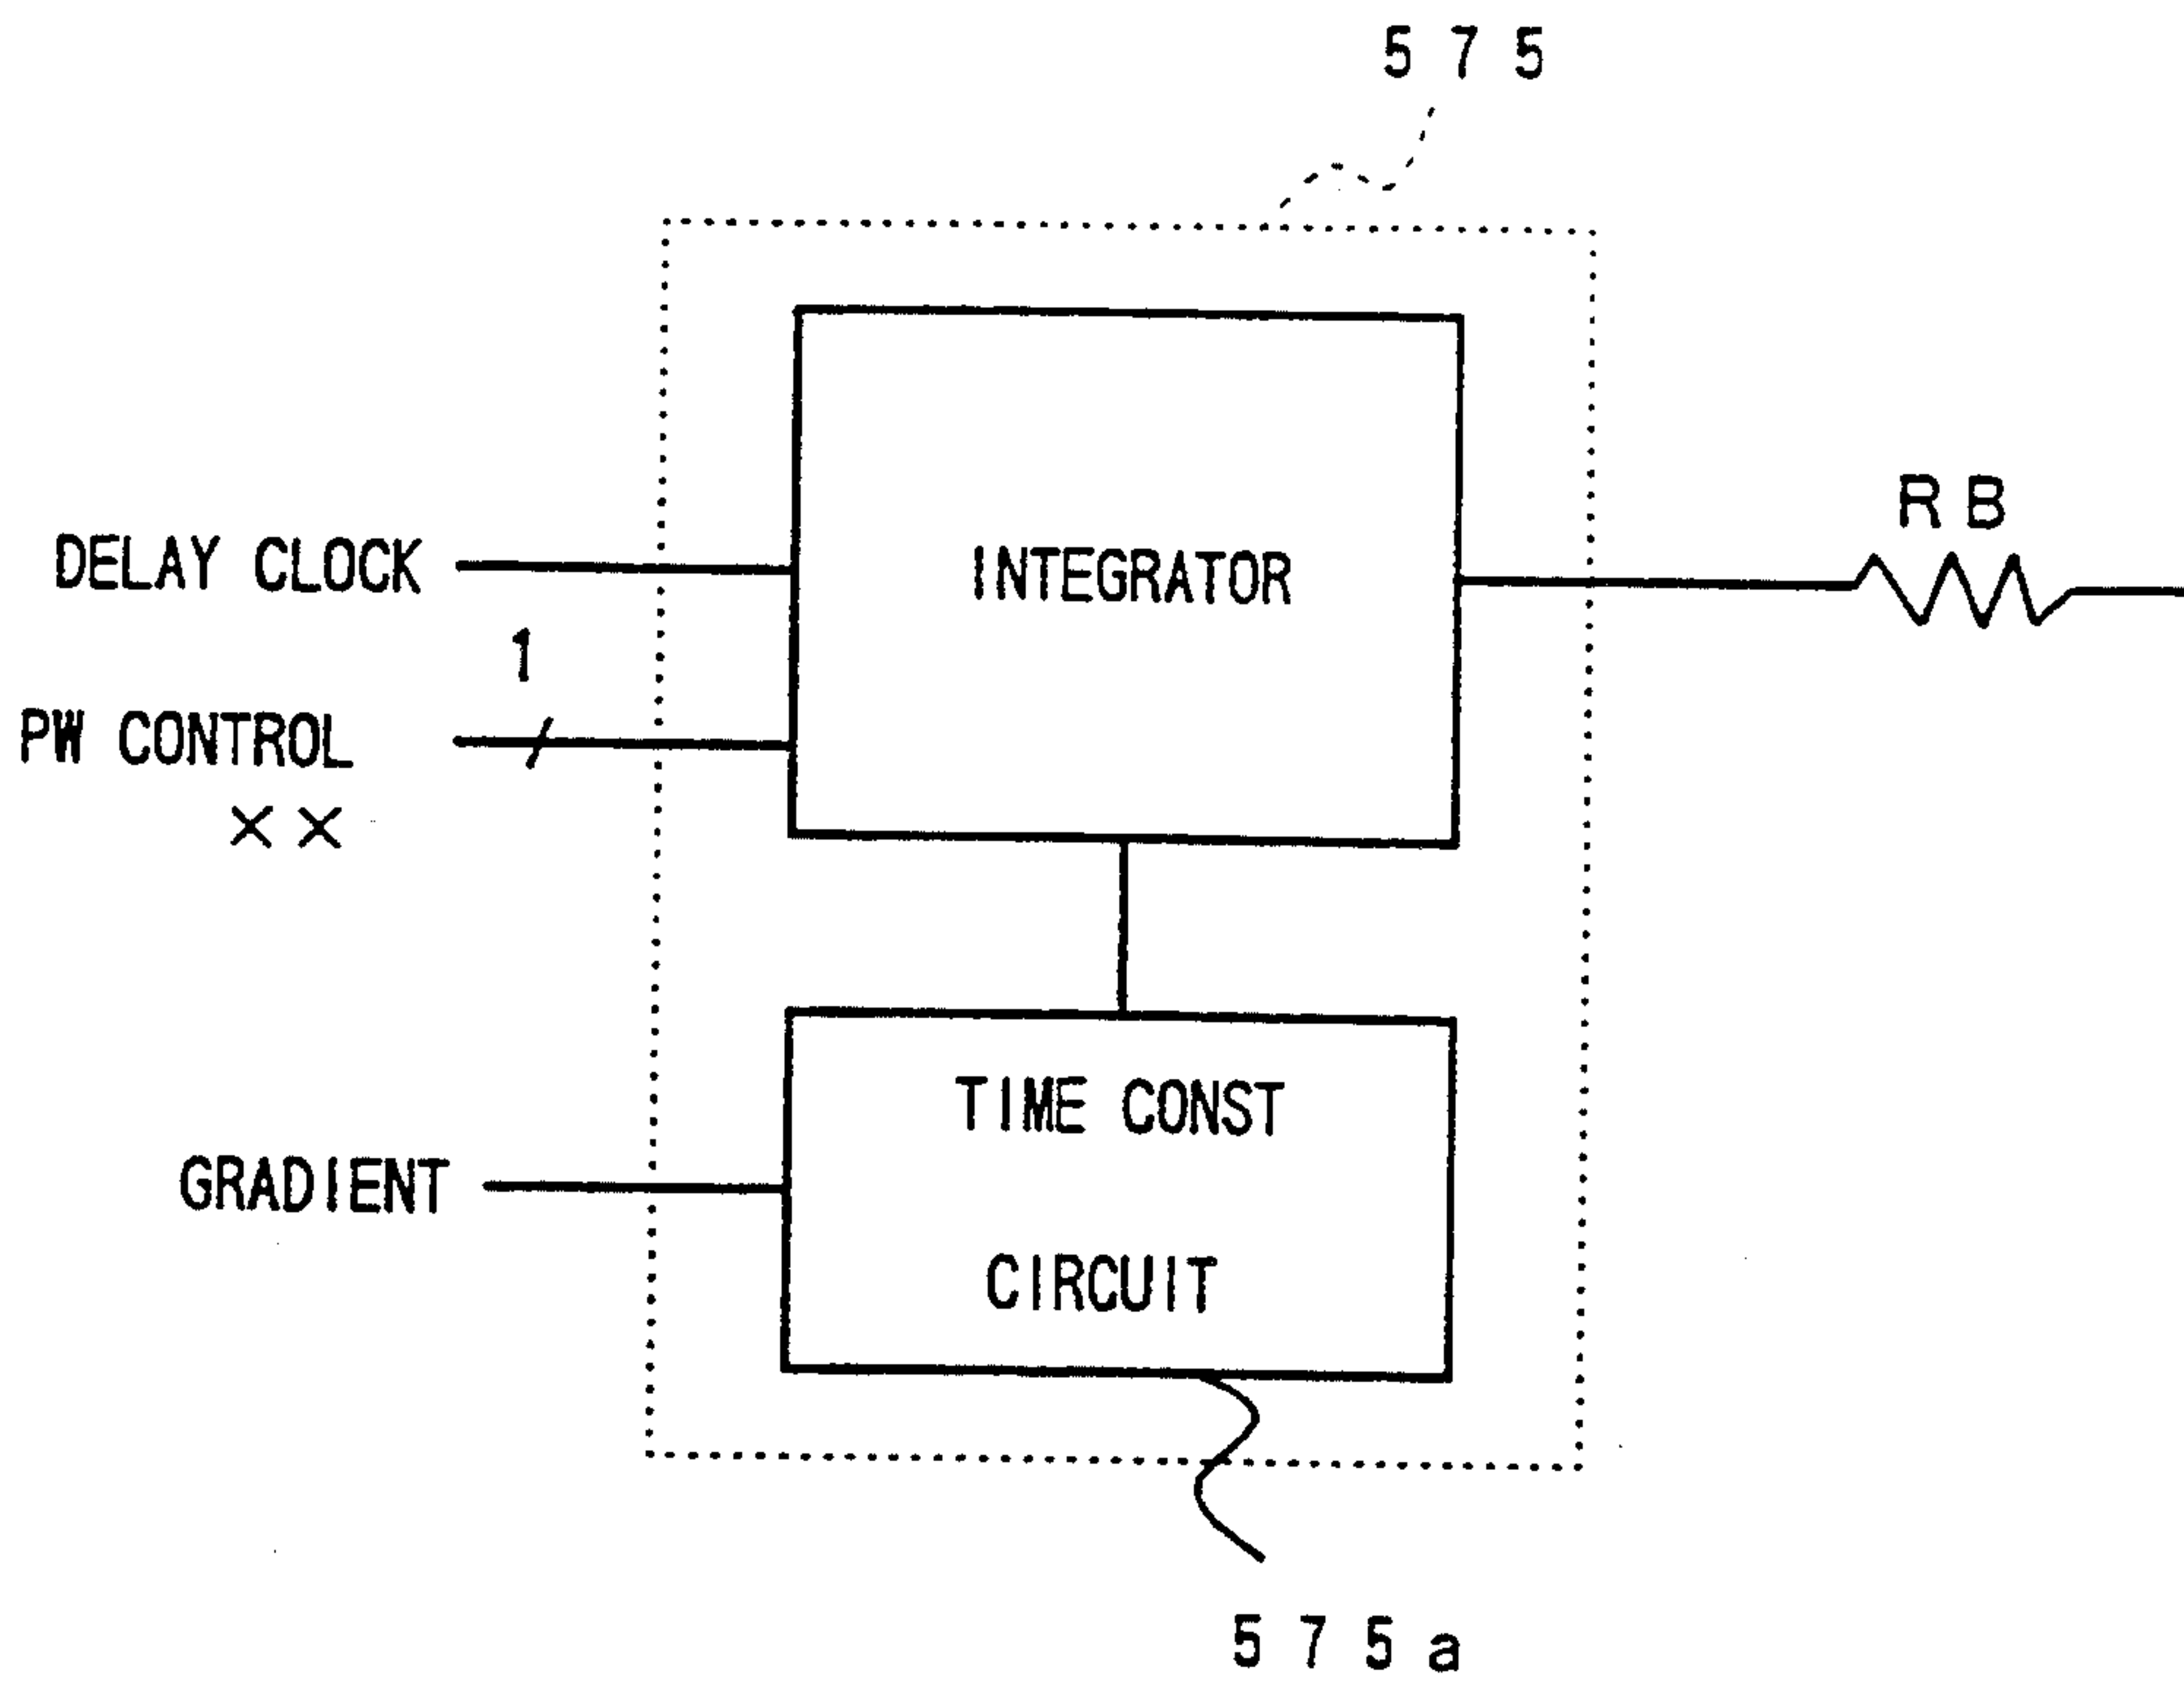 575
RB
DELAY CLOCK
INTEGRATOR
1
PW CONTROL
××
TIME CONST
GRADIENT
CIRCUIT
575a